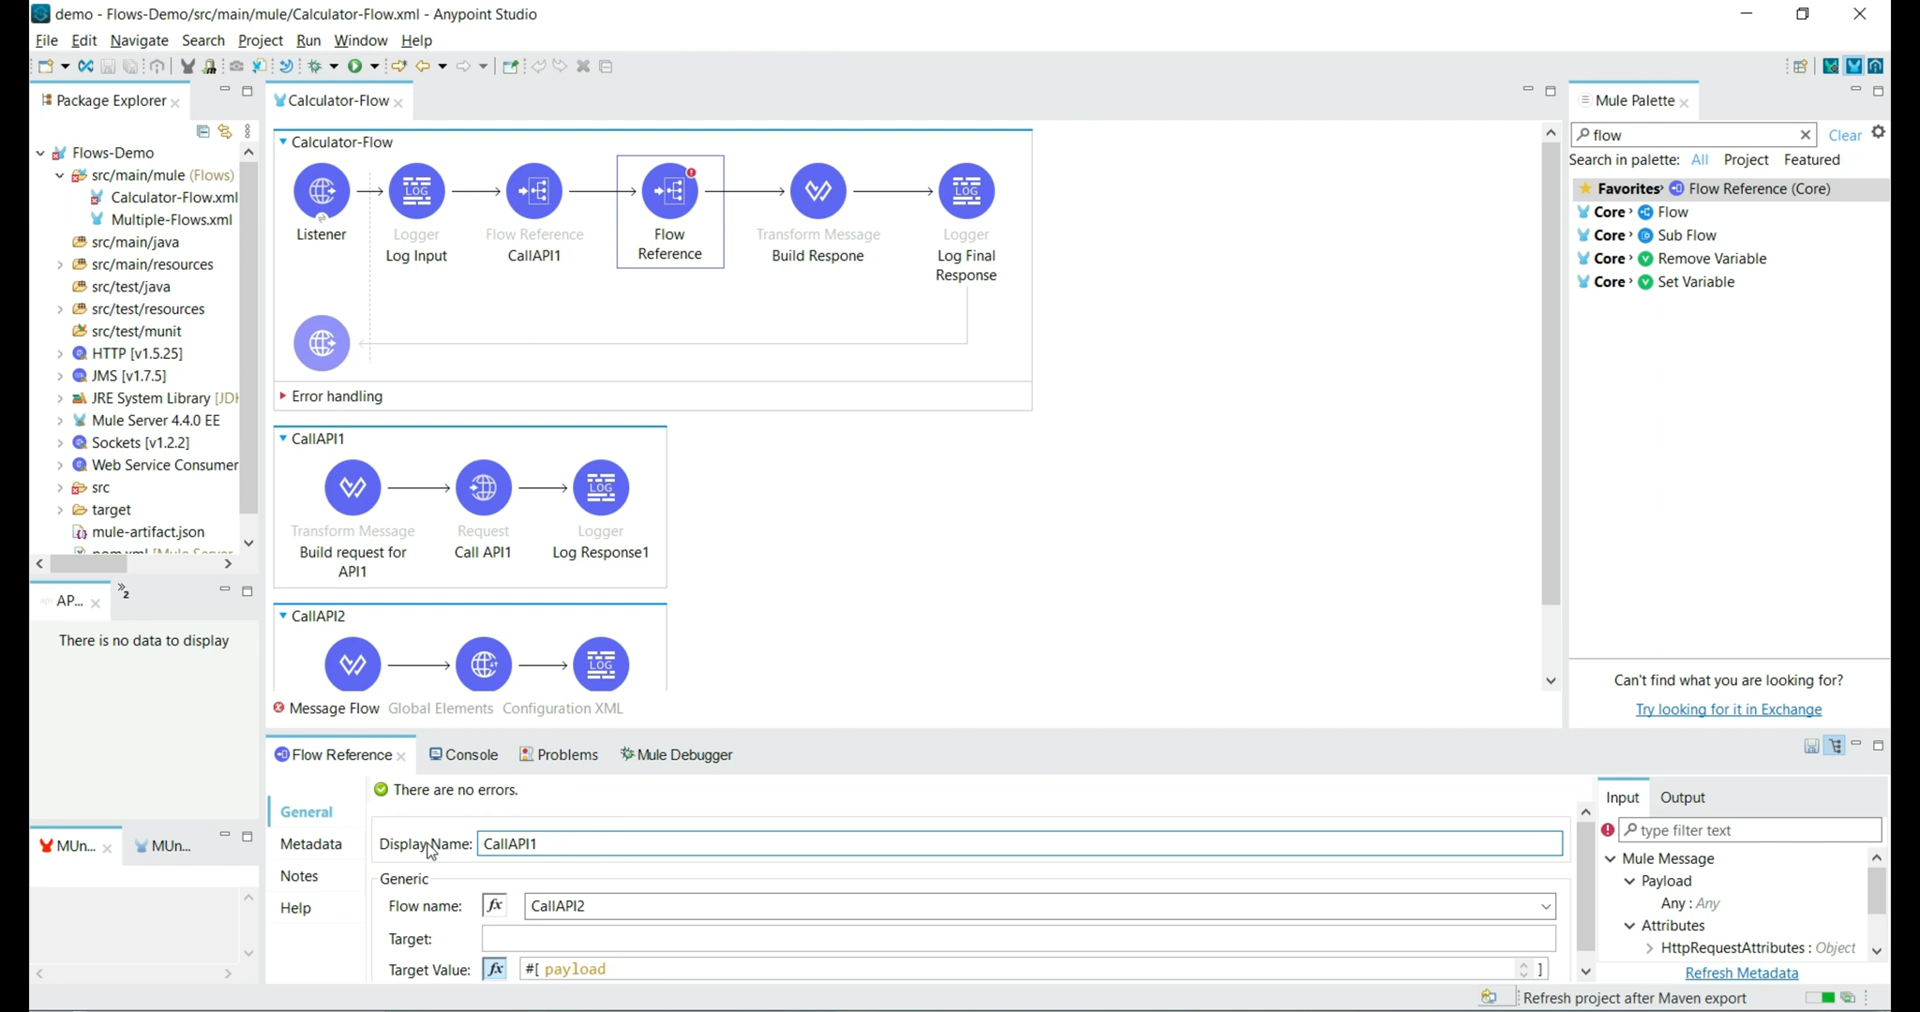 demo - Flows-Demo/src/main/mule/Calculator-Flow.xml - Anypoint Studio
File Edit Navigate Search Project Run Window Help
Package Explorer
Flows-Demo
src/main/mule (Flows)
Calculator-Flow.xml
Multiple-Flows.xml
src/main/java
src/main/resources
src/test/java
src/test/resources
src/test/munit
HTTP [v1.5.25]
JMS [v1.7.5]
JRE System Library [JD
Mule Server 4.4.0 EE
Sockets [v1.2.2]
Web Service Consumer
src
target
mule-artifact.json
AP...
2
There is no data to display
MUn... MUn...
Calculator-Flow
Calculator-Flow
Listener
Logger
Log Input
Flow Reference
CallAPI1
Flow
Reference
Transform Message
Build Respone
Logger
Log Final
Response
Error handling
CallAPI1
Transform Message
Build request for
API1
Request
Call API1
Logger
Log Response1
CallAPI2
Message Flow Global Elements Configuration XML
Mule Palette
flow
Clear
Search in palette: All Project Featured
Favorites Flow Reference (Core)
Core Flow
Core Sub Flow
Core Remove Variable
Core Set Variable
Can't find what you are looking for?
Try looking for it in Exchange
Flow Reference Console Problems Mule Debugger
General
Metadata
Notes
Help
There are no errors.
Display Name: CallAPI1
Generic
Flow name: fx CallAPI2
Target:
Target Value: fx #[ payload ]
Input Output
type filter text
Mule Message
Payload
Any : Any
Attributes
HttpRequestAttributes : Object
Refresh Metadata
Refresh project after Maven export